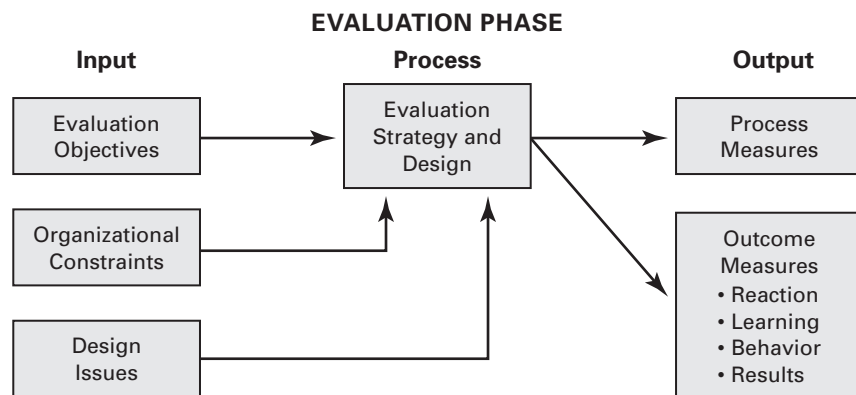 EVALUATION PHASE
Input
Process
Output
Evaluation
Objectives
Evaluation
Strategy and
Design
Process
Measures
Organizational
Constraints
Outcome
Measures
• Reaction
• Learning
• Behavior
• Results
Design
Issues